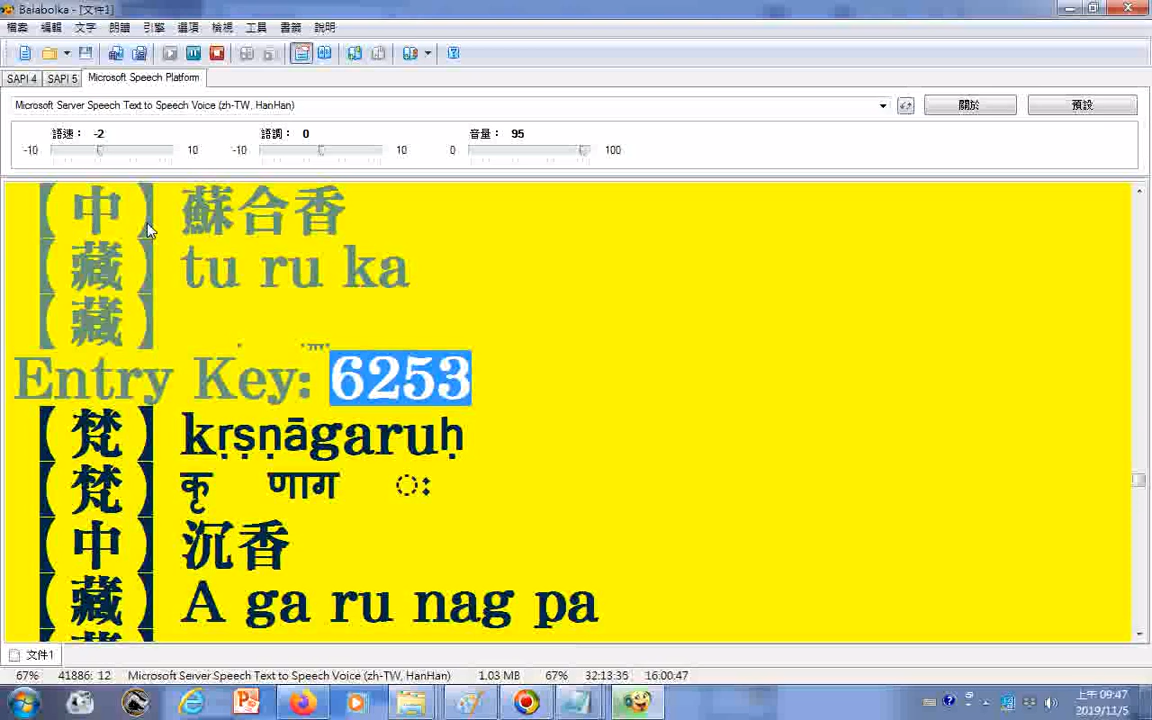 Balabolka - [文件1]
檔案 編輯 文字 朗讀 引擎 選項 檢視 工具 書籤 說明
SAPI 4 SAPI 5 Microsoft Speech Platform
Microsoft Server Speech Text to Speech Voice (zh-TW, HanHan) 關於 預設
語速： -2 語調： 0 音量： 95
-10 10 -10 10 0 100
【中】 蘇合香
【藏】 tu ru ka
【藏】
Entry Key: 6253
【梵】 kṛṣṇāgaruḥ
【梵】 कृ णाग ः
【中】 沉香
【藏】 A ga ru nag pa
文件1
67% 41886: 12 Microsoft Server Speech Text to Speech Voice (zh-TW, HanHan) 1.03 MB 67% 32:13:35 16:00:47
上午 09:47
2019/11/5